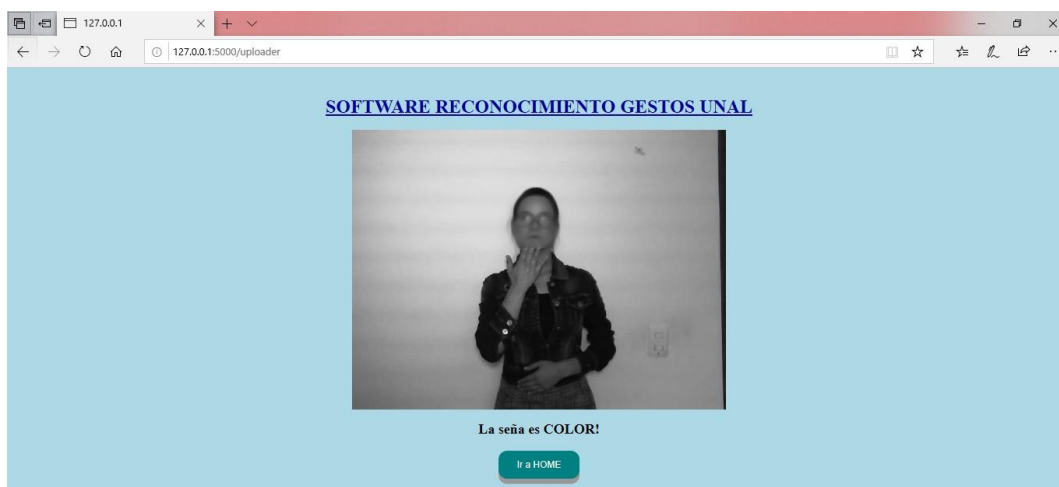 127.0.0.1
127.0.0.1:5000/uploader
SOFTWARE RECONOCIMIENTO GESTOS UNAL
La seña es COLOR!
Ir a HOME